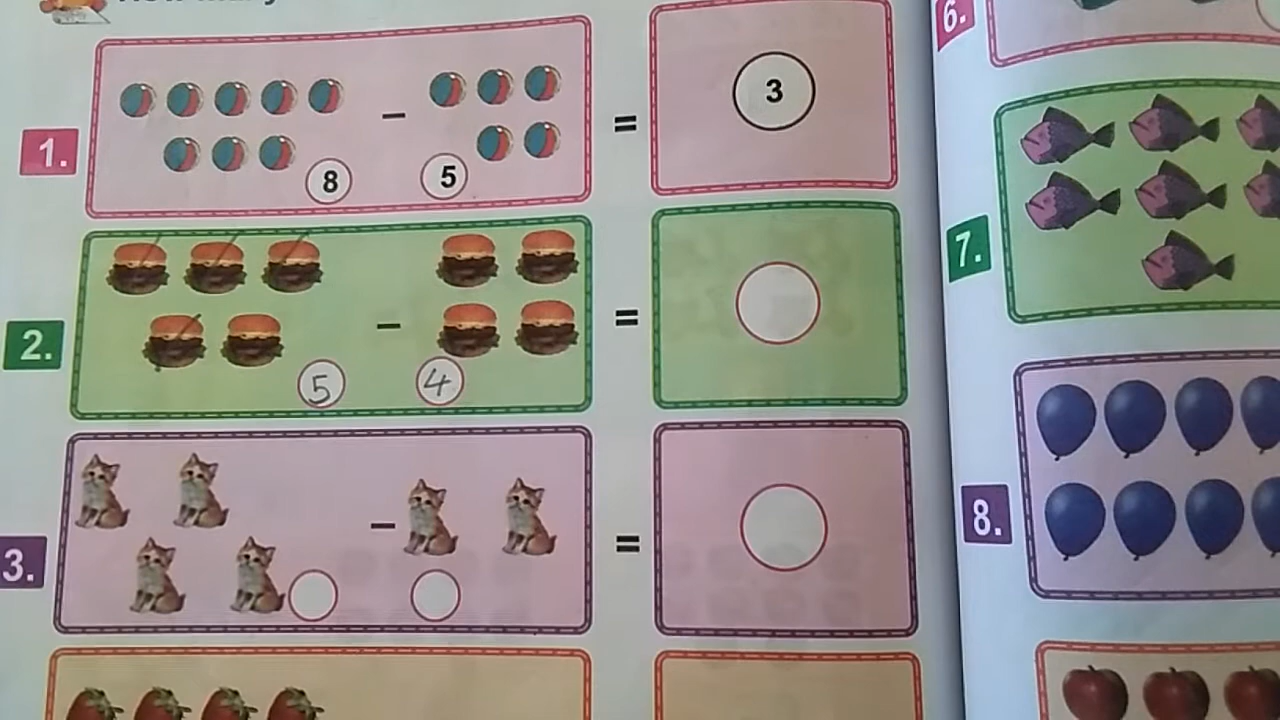 1. 8 - 5 = 3
2. 5 - 4 =
3. - =
6.
7.
8.